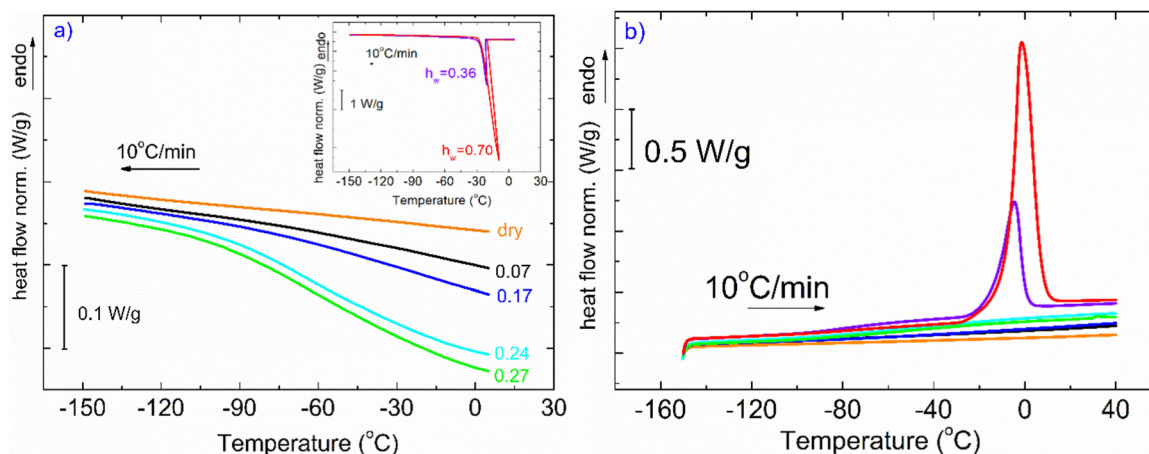 a)
heat flow norm. (W/g) endo
10°C/min
0.1 W/g
dry
0.07
0.17
0.24
0.27
-150 -120 -90 -60 -30 0 30
Temperature (°C)
heat flow norm. (W/g) endo
10°C/min
1 W/g
h_w=0.36
h_w=0.70
-150 -120 -90 -60 -30 0 30
Temperature (°C)
b)
heat flow norm. (W/g) endo
0.5 W/g
10°C/min
-160 -120 -80 -40 0 40
Temperature (°C)